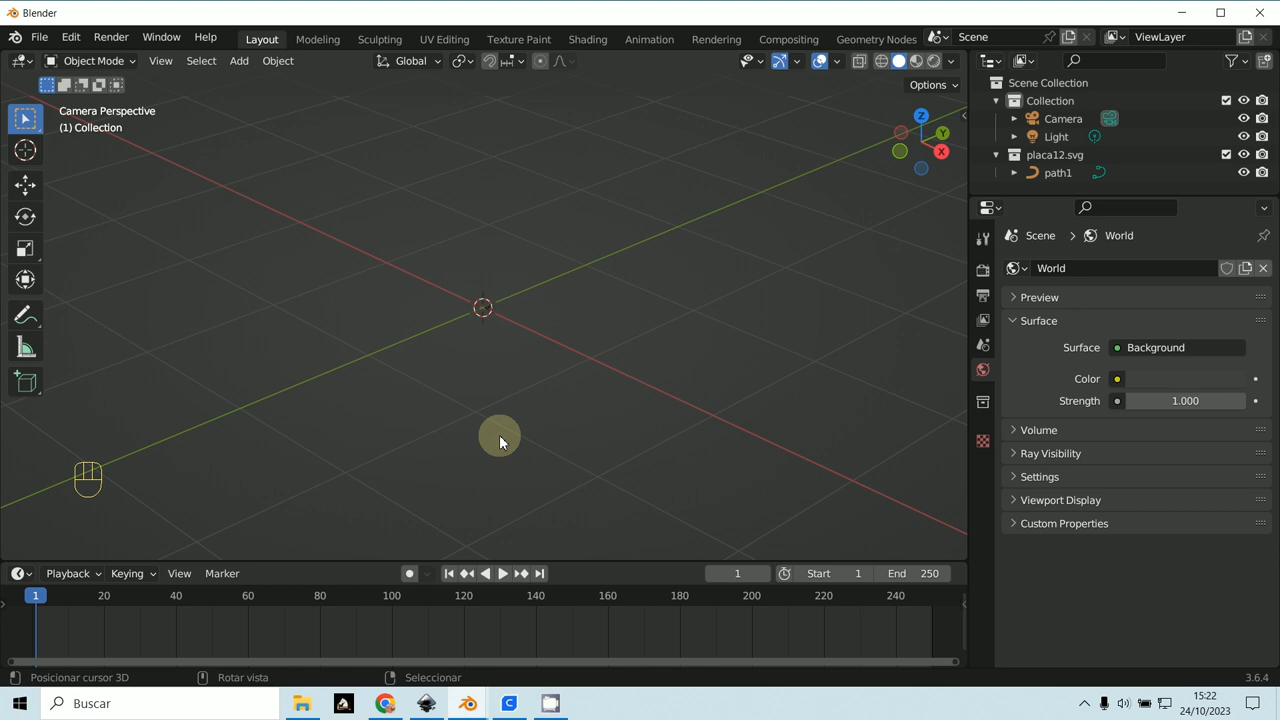 Blender
File Edit Render Window Help Layout Modeling Sculpting UV Editing Texture Paint Shading Animation Rendering Compositing Geometry Nodes Scene ViewLayer
Object Mode View Select Add Object Global
Options
Camera Perspective
(1) Collection
Z
Y
X
Scene Collection
Collection
Camera
Light
placa12.svg
path1
Scene > World
World
Preview
Surface
Surface Background
Color
Strength 1.000
Volume
Ray Visibility
Settings
Viewport Display
Custom Properties
Playback Keying View Marker 1 Start 1 End 250
1 20 40 60 80 100 120 140 160 180 200 220 240
Posicionar cursor 3D Rotar vista Seleccionar 3.6.4
Buscar
15:22
24/10/2023